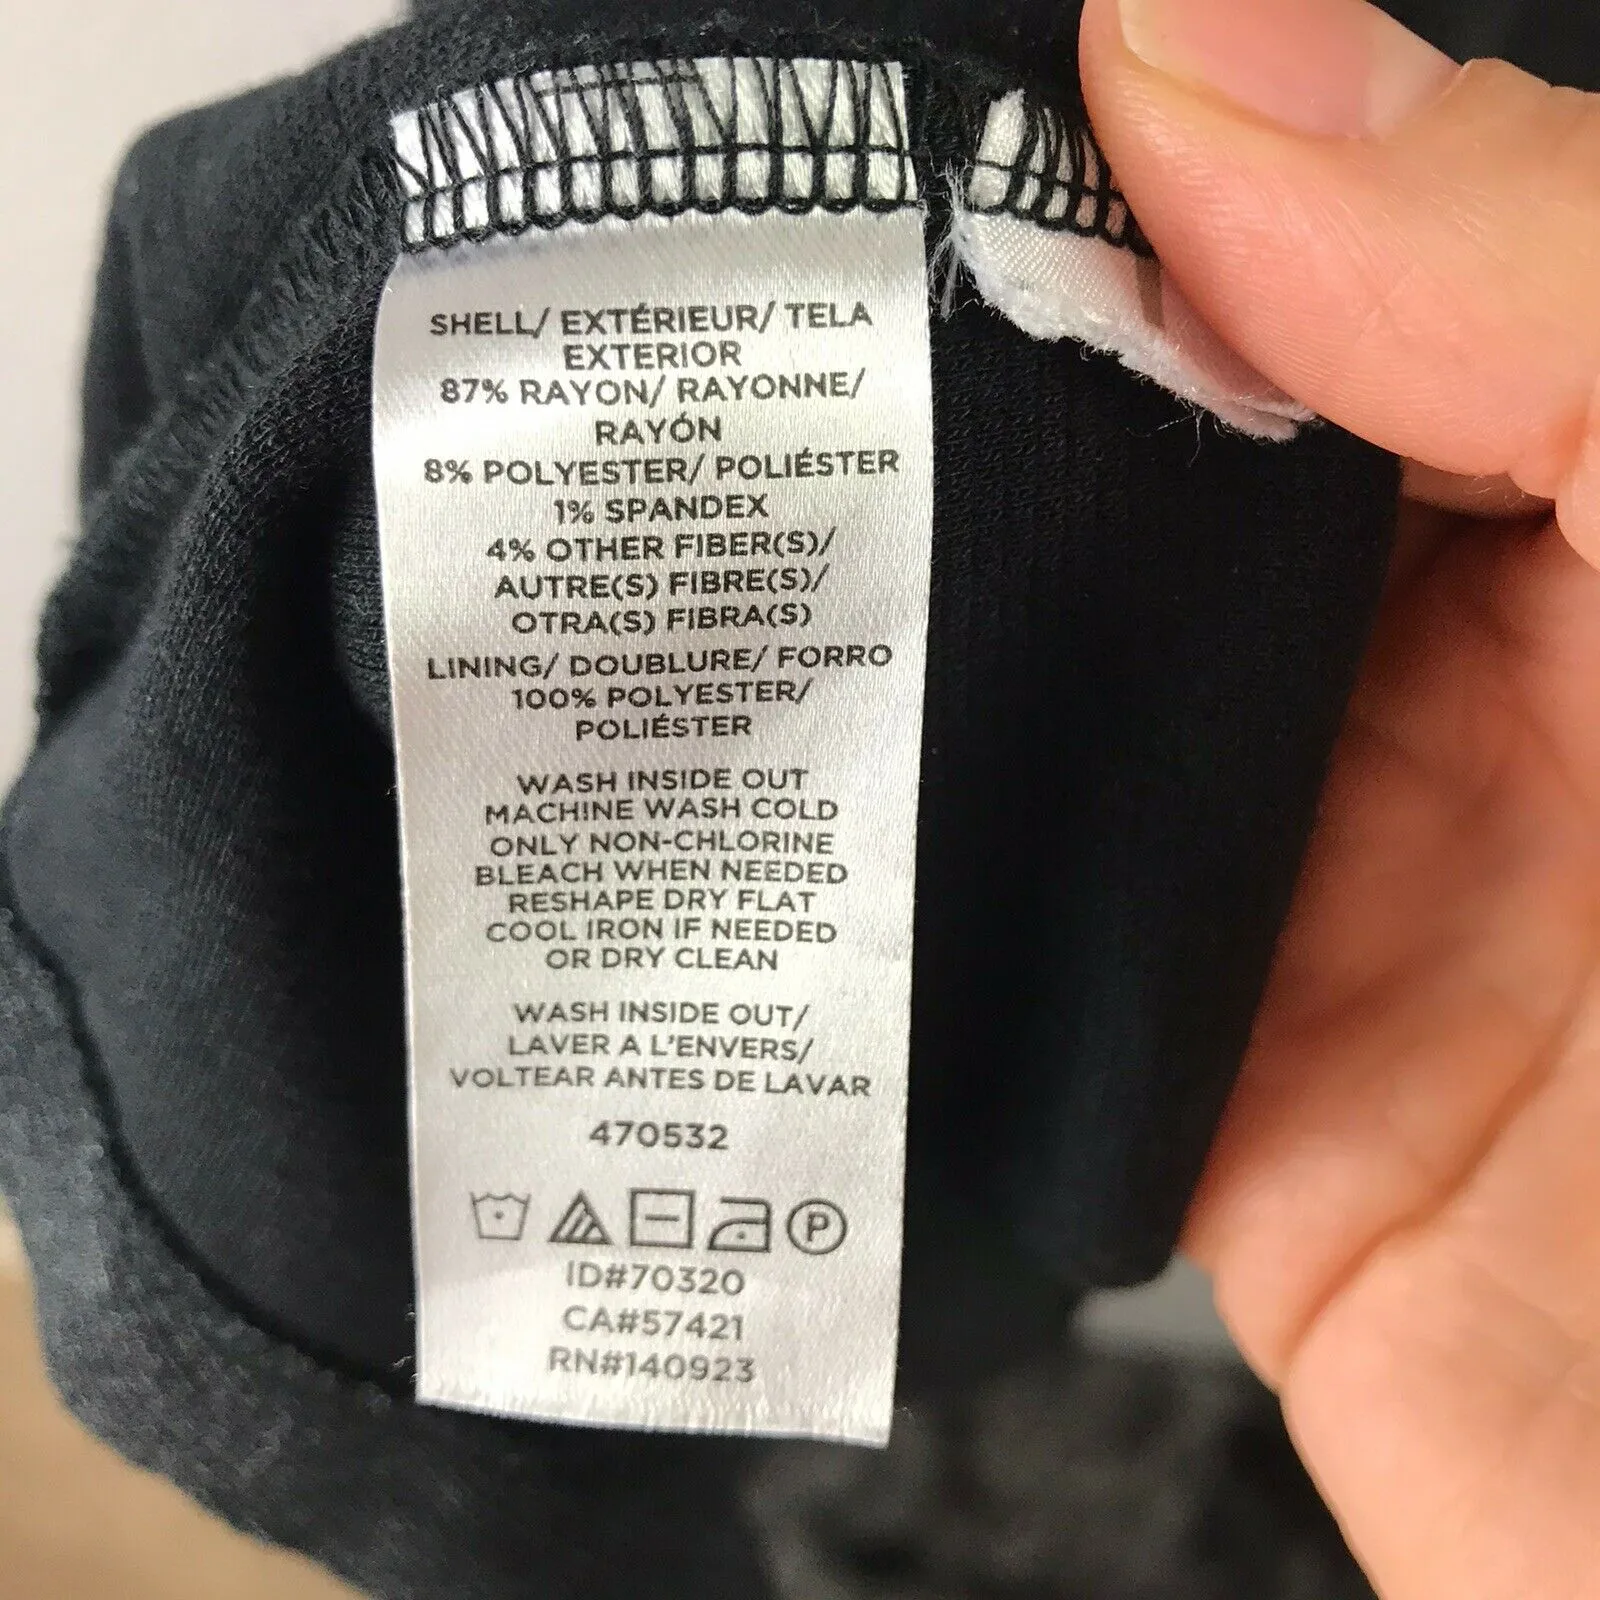 SHELL/ EXTÉRIEUR/ TELA
EXTERIOR
87% RAYON/ RAYONNE/
RAYÓN
8% POLYESTER/ POLIÉSTER
1% SPANDEX
4% OTHER FIBER(S)/
AUTRE(S) FIBRE(S)/
OTRA(S) FIBRA(S)
LINING/ DOUBLURE/ FORRO
100% POLYESTER/
POLIÉSTER
WASH INSIDE OUT
MACHINE WASH COLD
ONLY NON-CHLORINE
BLEACH WHEN NEEDED
RESHAPE DRY FLAT
COOL IRON IF NEEDED
OR DRY CLEAN
WASH INSIDE OUT/
LAVER A L'ENVERS/
VOLTEAR ANTES DE LAVAR
470532
P
ID#70320
CA#57421
RN#140923